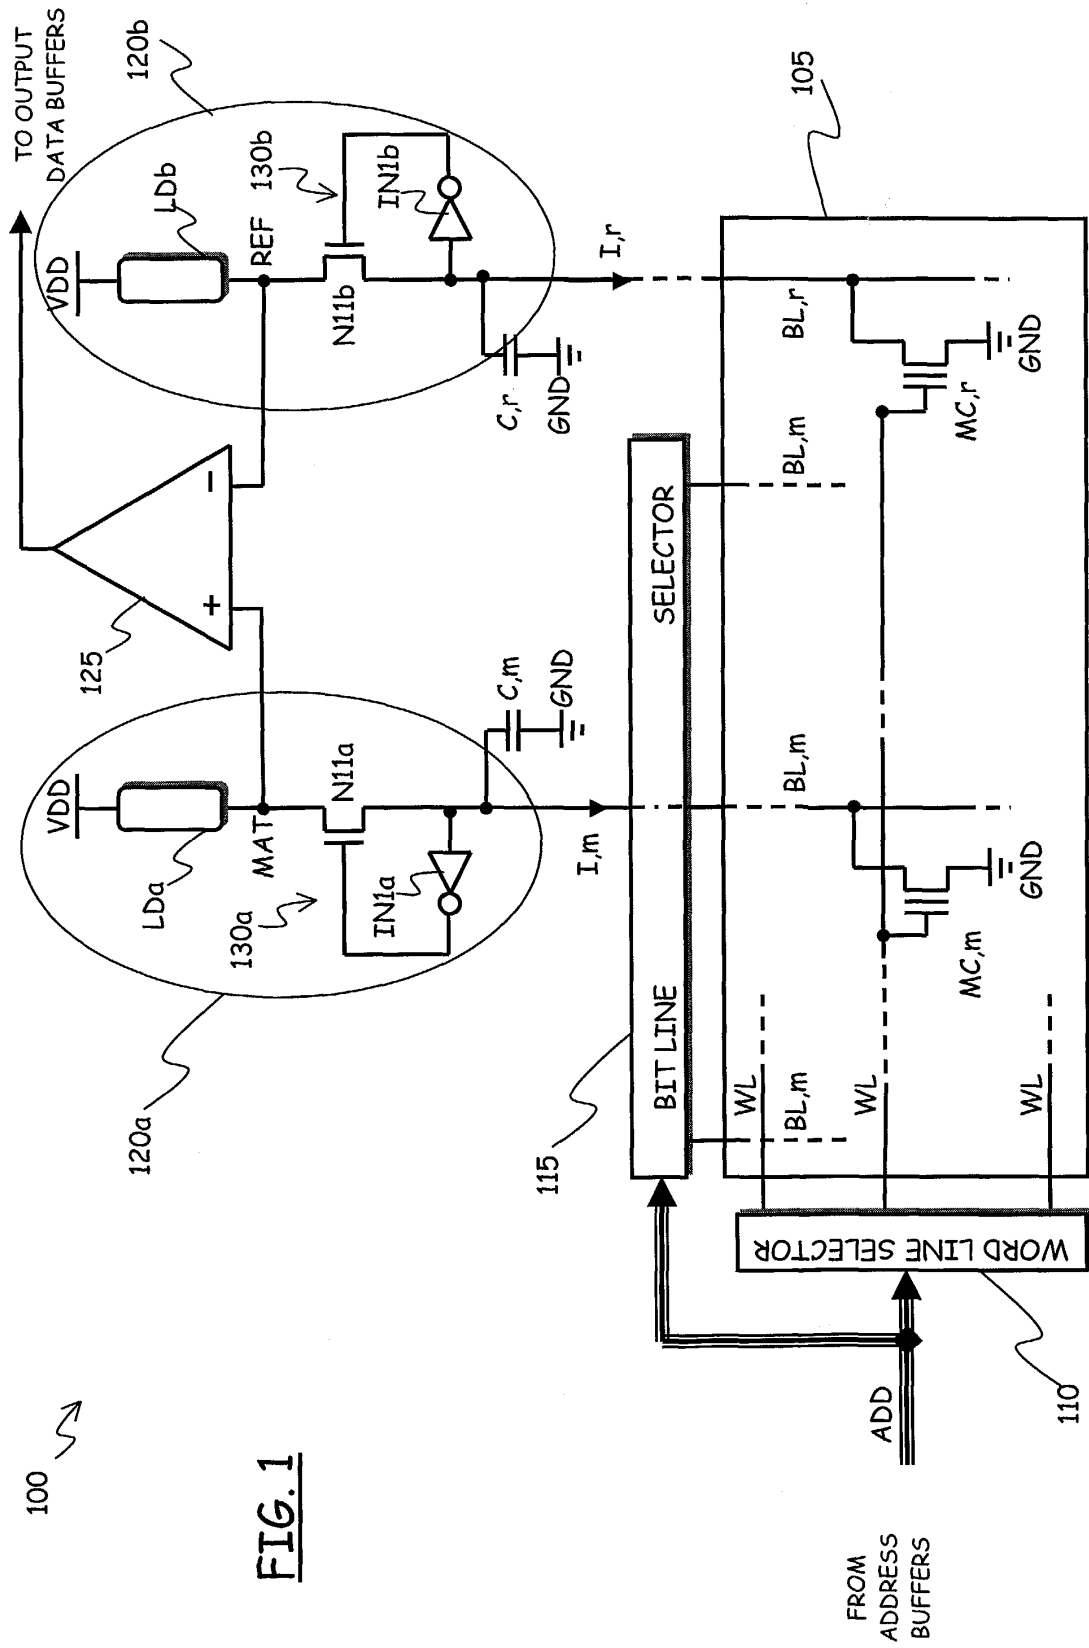 100
FIG. 1
TO OUTPUT
DATA BUFFERS
120a
120b
125
VDD
VDD
LDa
LDb
MAT
REF
130a
N11a
N11b
130b
IN1a
IN1b
C,m
GND
C,r
GND
I,m
I,r
115
BIT LINE
SELECTOR
105
WL
BL,m
BL,m
BL,m
BL,r
WL
MC,m
GND
MC,r
GND
WL
WORD LINE SELECTOR
110
ADD
FROM
ADDRESS
BUFFERS